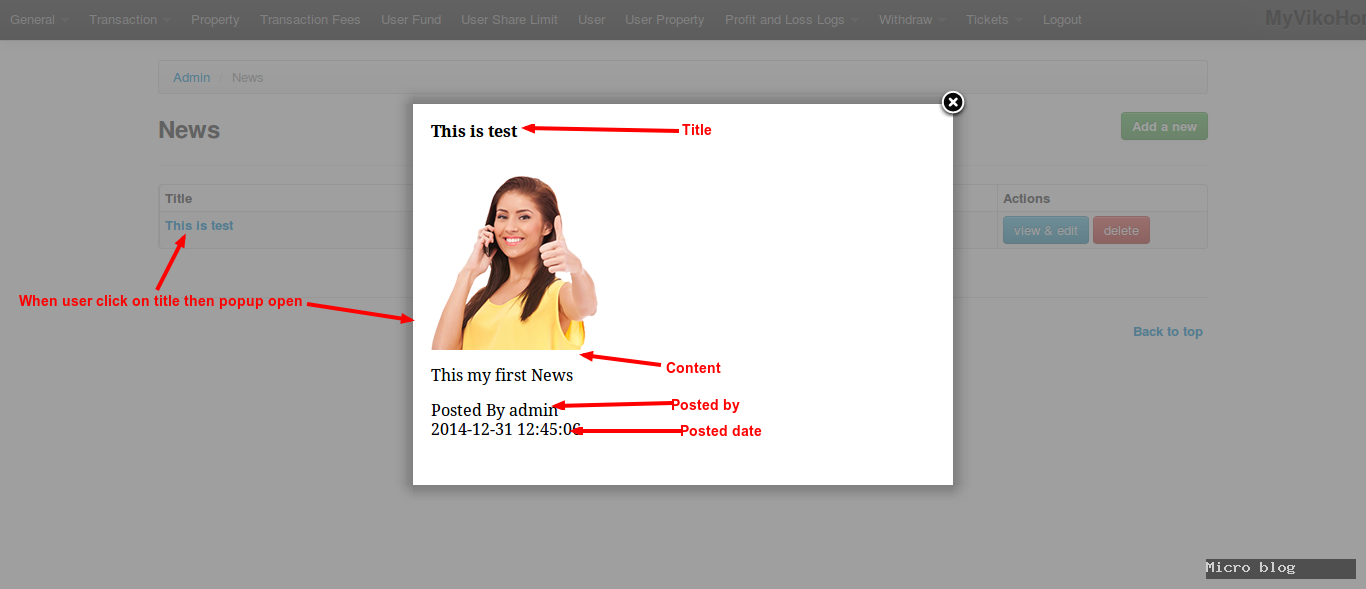 General Transaction Property Transaction Fees User Fund User Share Limit User User Property Profit and Loss Logs Withdraw Tickets Logout MyVikoHor
Admin / News
News
Add a new
This is test
Title
Title
Actions
This is test
view & edit delete
When user click on title then popup open
Back to top
Content
This my first News
Posted By admin
Posted by
2014-12-31 12:45:06
Posted date
Micro blog